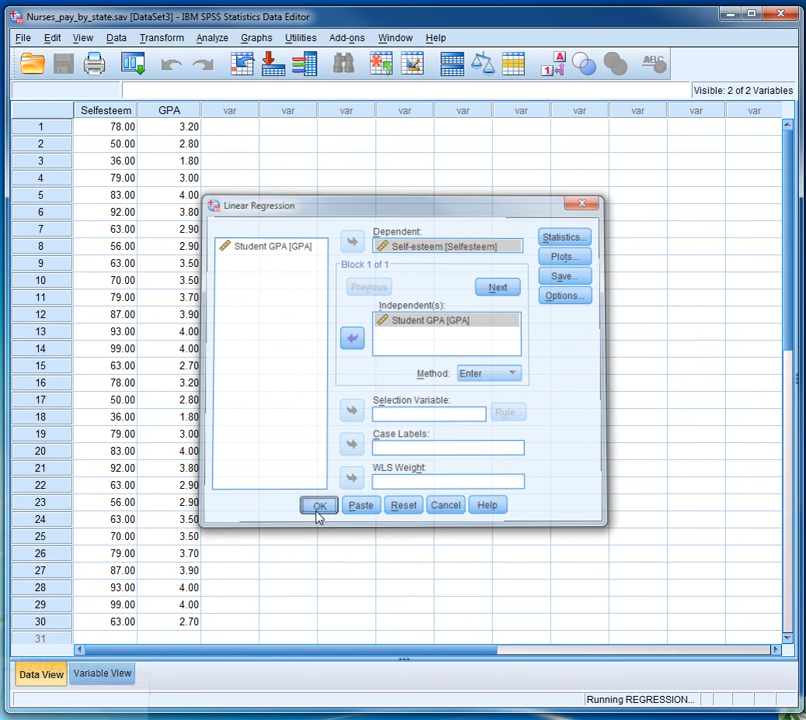 Nurses_pay_by_state.sav [DataSet3] - IBM SPSS Statistics Data Editor
File Edit View Data Transform Analyze Graphs Utilities Add-ons Window Help
Visible: 2 of 2 Variables
Selfesteem GPA var var var var var var var var var var
1 78.00 3.20
2 50.00 2.80
3 36.00 1.80
4 79.00 3.00
5 83.00 4.00
6 92.00 3.80
7 63.00 2.90
8 56.00 2.90
9 63.00 3.50
10 70.00 3.50
11 79.00 3.70
12 87.00 3.90
13 93.00 4.00
14 99.00 4.00
15 63.00 2.70
16 78.00 3.20
17 50.00 2.80
18 36.00 1.80
19 79.00 3.00
20 83.00 4.00
21 92.00 3.80
22 63.00 2.90
23 56.00 2.90
24 63.00 3.50
25 70.00 3.50
26 79.00 3.70
27 87.00 3.90
28 93.00 4.00
29 99.00 4.00
30 63.00 2.70
31
Linear Regression
Student GPA [GPA]
Dependent:
Self-esteem [Selfesteem]
Block 1 of 1
Previous Next
Independent(s):
Student GPA [GPA]
Method: Enter
Selection Variable:
Rule...
Case Labels:
WLS Weight:
Statistics...
Plots...
Save...
Options...
OK Paste Reset Cancel Help
Data View Variable View
Running REGRESSION...